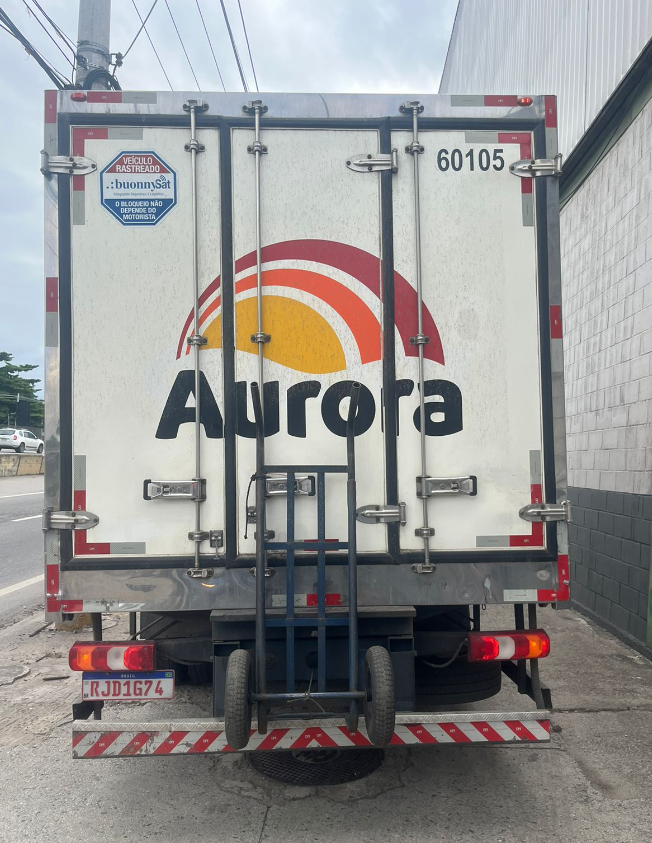 60105
VEÍCULO
RASTREADO
.:buonnySat
O BLOQUEIO NÃO
DEPENDE DO
MOTORISTA
Aurora
BRASIL
RJD1G74